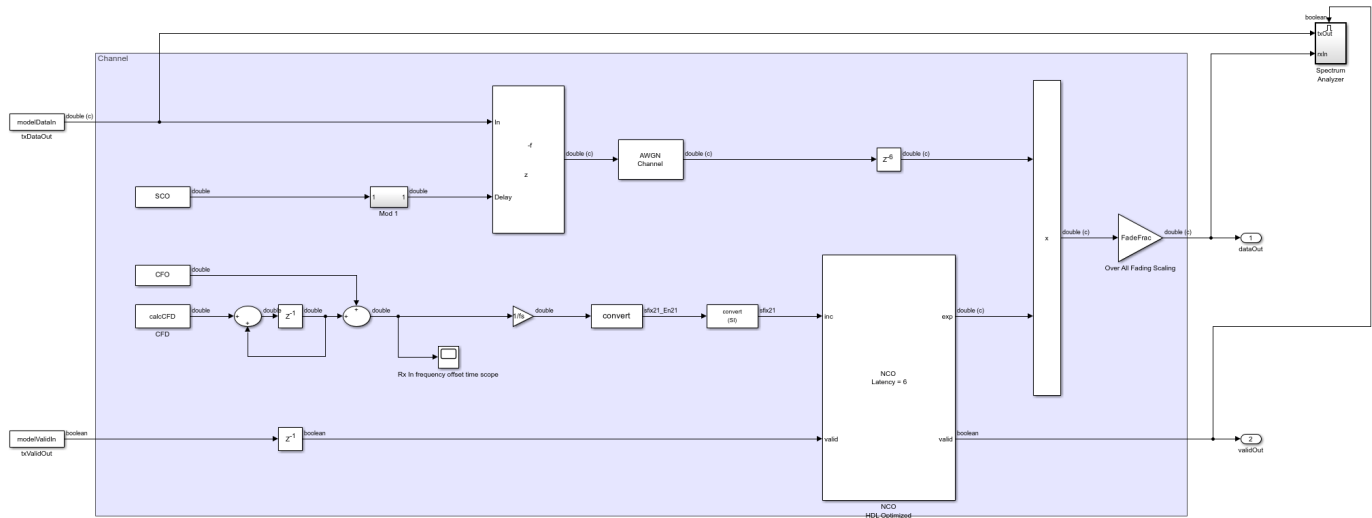 boolean
txOut
rxIn
Spectrum
Analyzer
Channel
modelDataIn
double (c)
txDataOut
In
-f
z
double (c)
AWGN
Channel
double (c)
z-6
double (c)
SCO
double
1 1
Mod 1
double
Delay
x
double (c)
FadeFrac
double (c)
Over All Fading Scaling
1
dataOut
CFO
double
calcCFD
double
CFD
+
+
double
z-1
double
+
+
double
1/fs
double
convert
sfix21_En21
convert
(SI)
sfix21
inc
exp
double (c)
Rx In frequency offset time scope
NCO
Latency = 6
modelValidIn
boolean
txValidOut
z-1
boolean
valid
valid
boolean
2
validOut
NCO
HDL Optimized